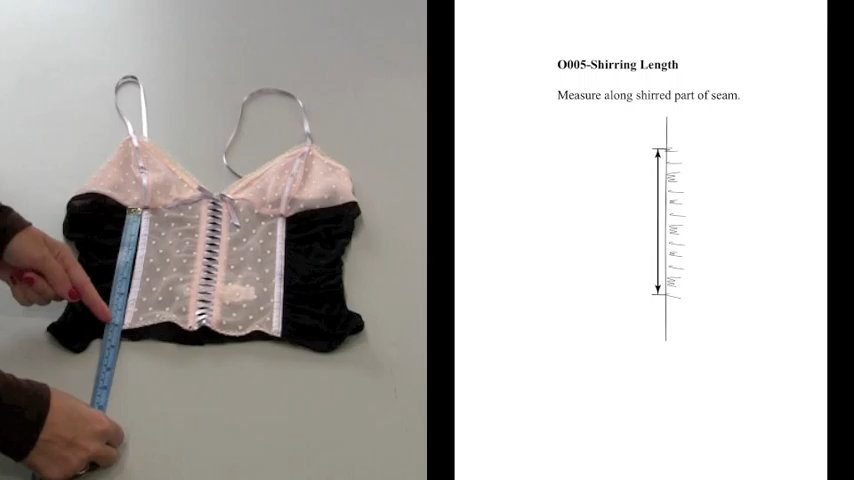 O005-Shirring Length
Measure along shirred part of seam.